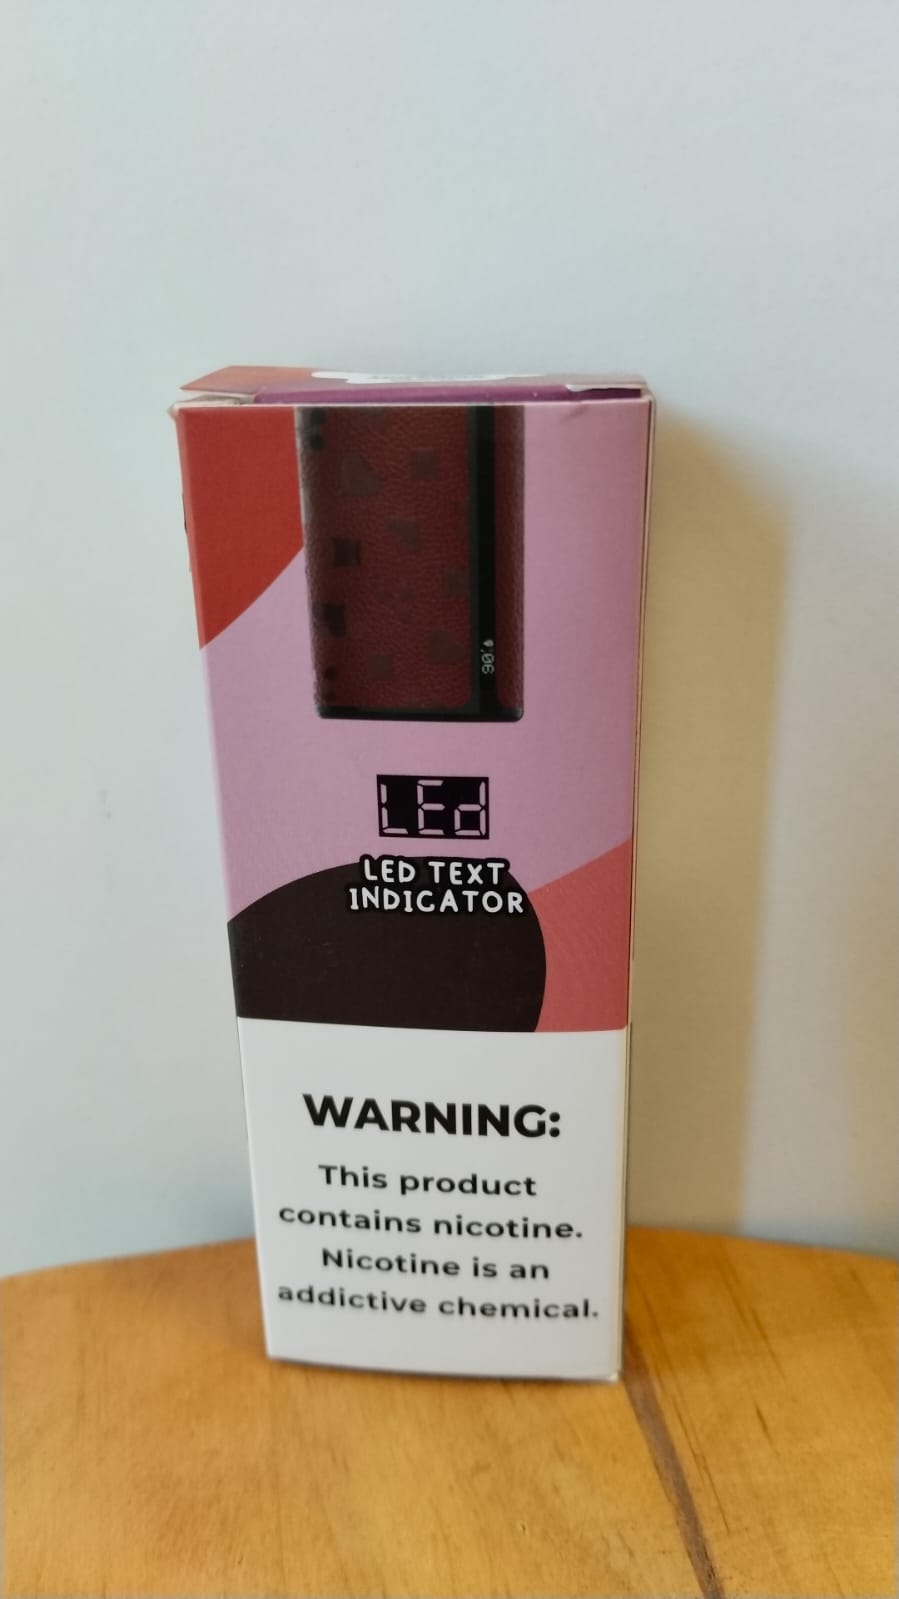 LEd
LED TEXT
INDICATOR
WARNING:
This product
contains nicotine.
Nicotine is an
addictive chemical.